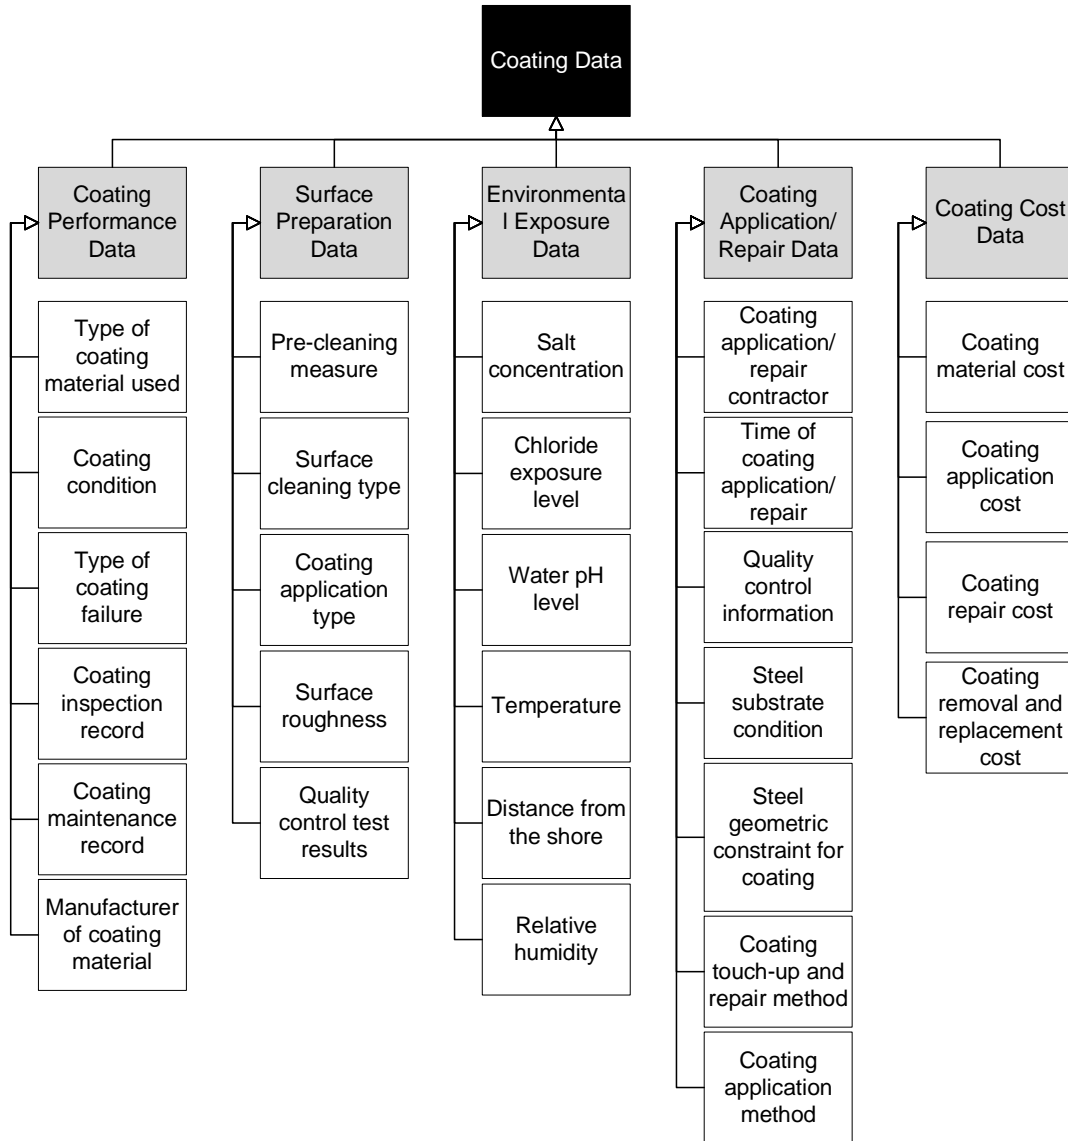 Coating Data
Coating
Performance
Data
Surface
Preparation
Data
Environmenta
l Exposure
Data
Coating
Application/
Repair Data
Coating Cost
Data
Type of
coating
material used
Coating
condition
Type of
coating
failure
Coating
inspection
record
Coating
maintenance
record
Manufacturer
of coating
material
Pre-cleaning
measure
Surface
cleaning type
Coating
application
type
Surface
roughness
Quality
control test
results
Salt
concentration
Chloride
exposure
level
Water pH
level
Temperature
Distance from
the shore
Relative
humidity
Coating
application/
repair
contractor
Time of
coating
application/
repair
Quality
control
information
Steel
substrate
condition
Steel
geometric
constraint for
coating
Coating
touch-up and
repair method
Coating
application
method
Coating
material cost
Coating
application
cost
Coating
repair cost
Coating
removal and
replacement
cost